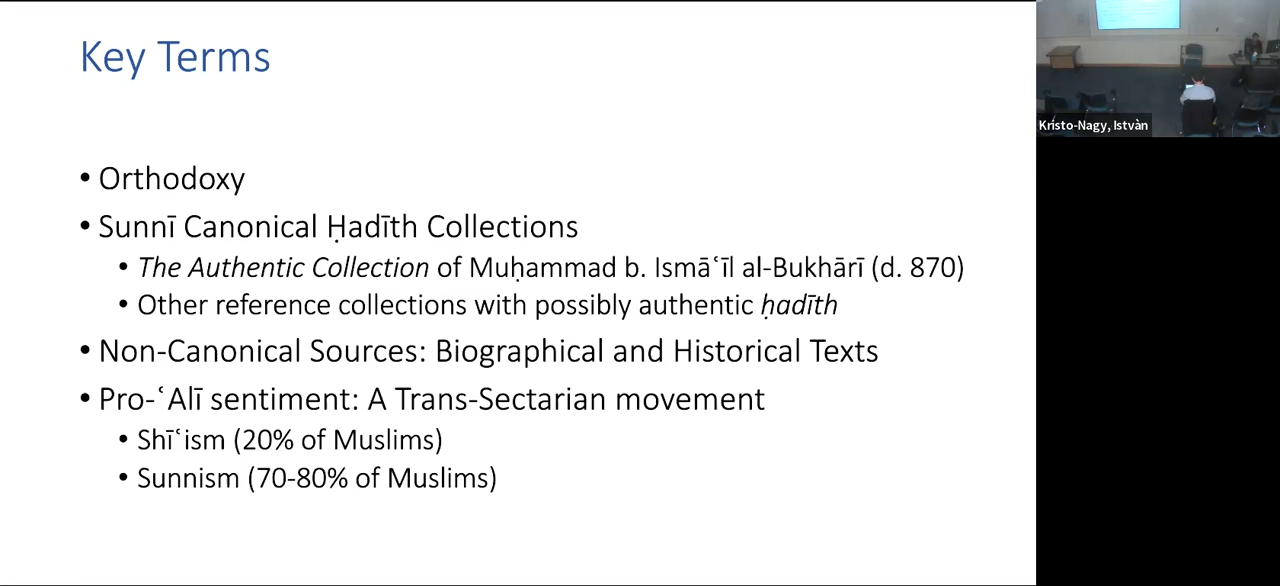 Key Terms
• Orthodoxy
• Sunnī Canonical Ḥadīth Collections
• The Authentic Collection of Muḥammad b. Ismāʿīl al-Bukhārī (d. 870)
• Other reference collections with possibly authentic ḥadīth
• Non-Canonical Sources: Biographical and Historical Texts
• Pro-ʿAlī sentiment: A Trans-Sectarian movement
• Shīʿism (20% of Muslims)
• Sunnism (70-80% of Muslims)
Kristo-Nagy, Istvàn